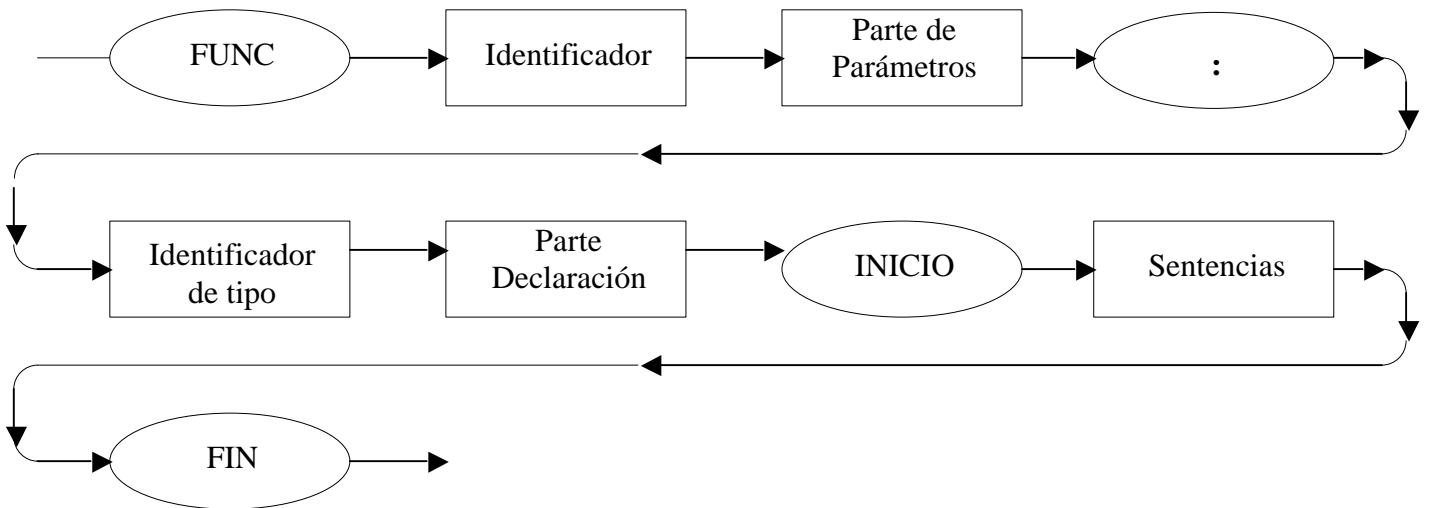 FUNC
Identificador
Parte de
Parámetros
:
Identificador
de tipo
Parte
Declaración
INICIO
Sentencias
FIN